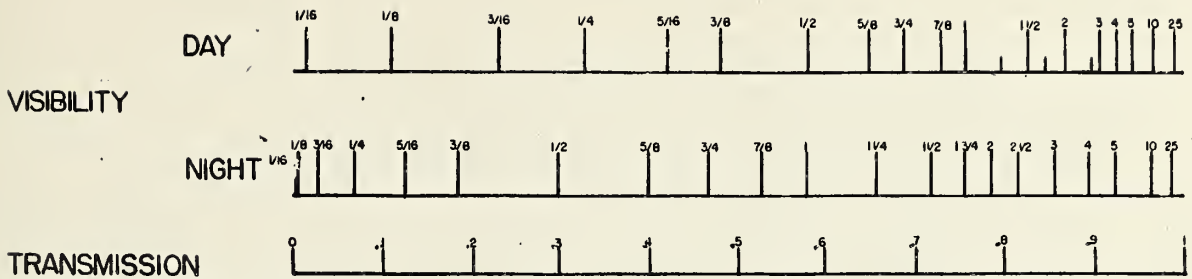 1/16 1/8 3/16 1/4 5/16 3/8 1/2 5/8 3/4 7/8 1 1 1/2 2 3 4 5 10 25
DAY
VISIBILITY
1/16 1/8 3/16 1/4 5/16 3/8 1/2 5/8 3/4 7/8 1 1 1/4 1 1/2 1 3/4 2 2 1/2 3 4 5 10 25
NIGHT
0 .1 .2 .3 .4 .5 .6 .7 .8 .9 1
TRANSMISSION